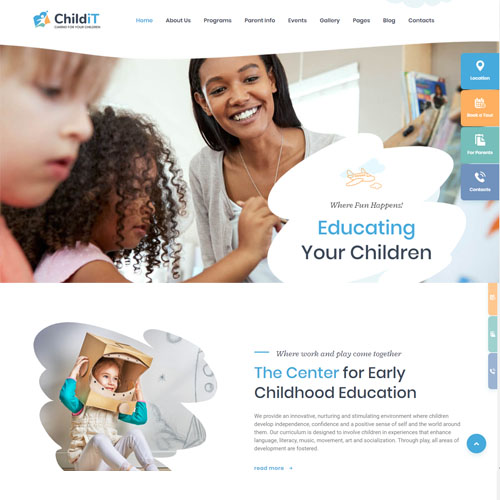 ChildiT
CARING FOR YOUR CHILDREN
Home About Us Programs Parent Info Events Gallery Pages Blog Contacts
Location
Book a Tour
For Parents
Contacts
Where Fun Happens!
Educating
Your Children
Where work and play come together
The Center for Early
Childhood Education
We provide an innovative, nurturing and stimulating environment where children
develop independence, confidence and a positive sense of self and the world around
them. Our curriculum is designed to involve children in experiences that enhance
language, literacy, music, movement, art and socialization. Through play, all areas of
development are fostered.
read more →